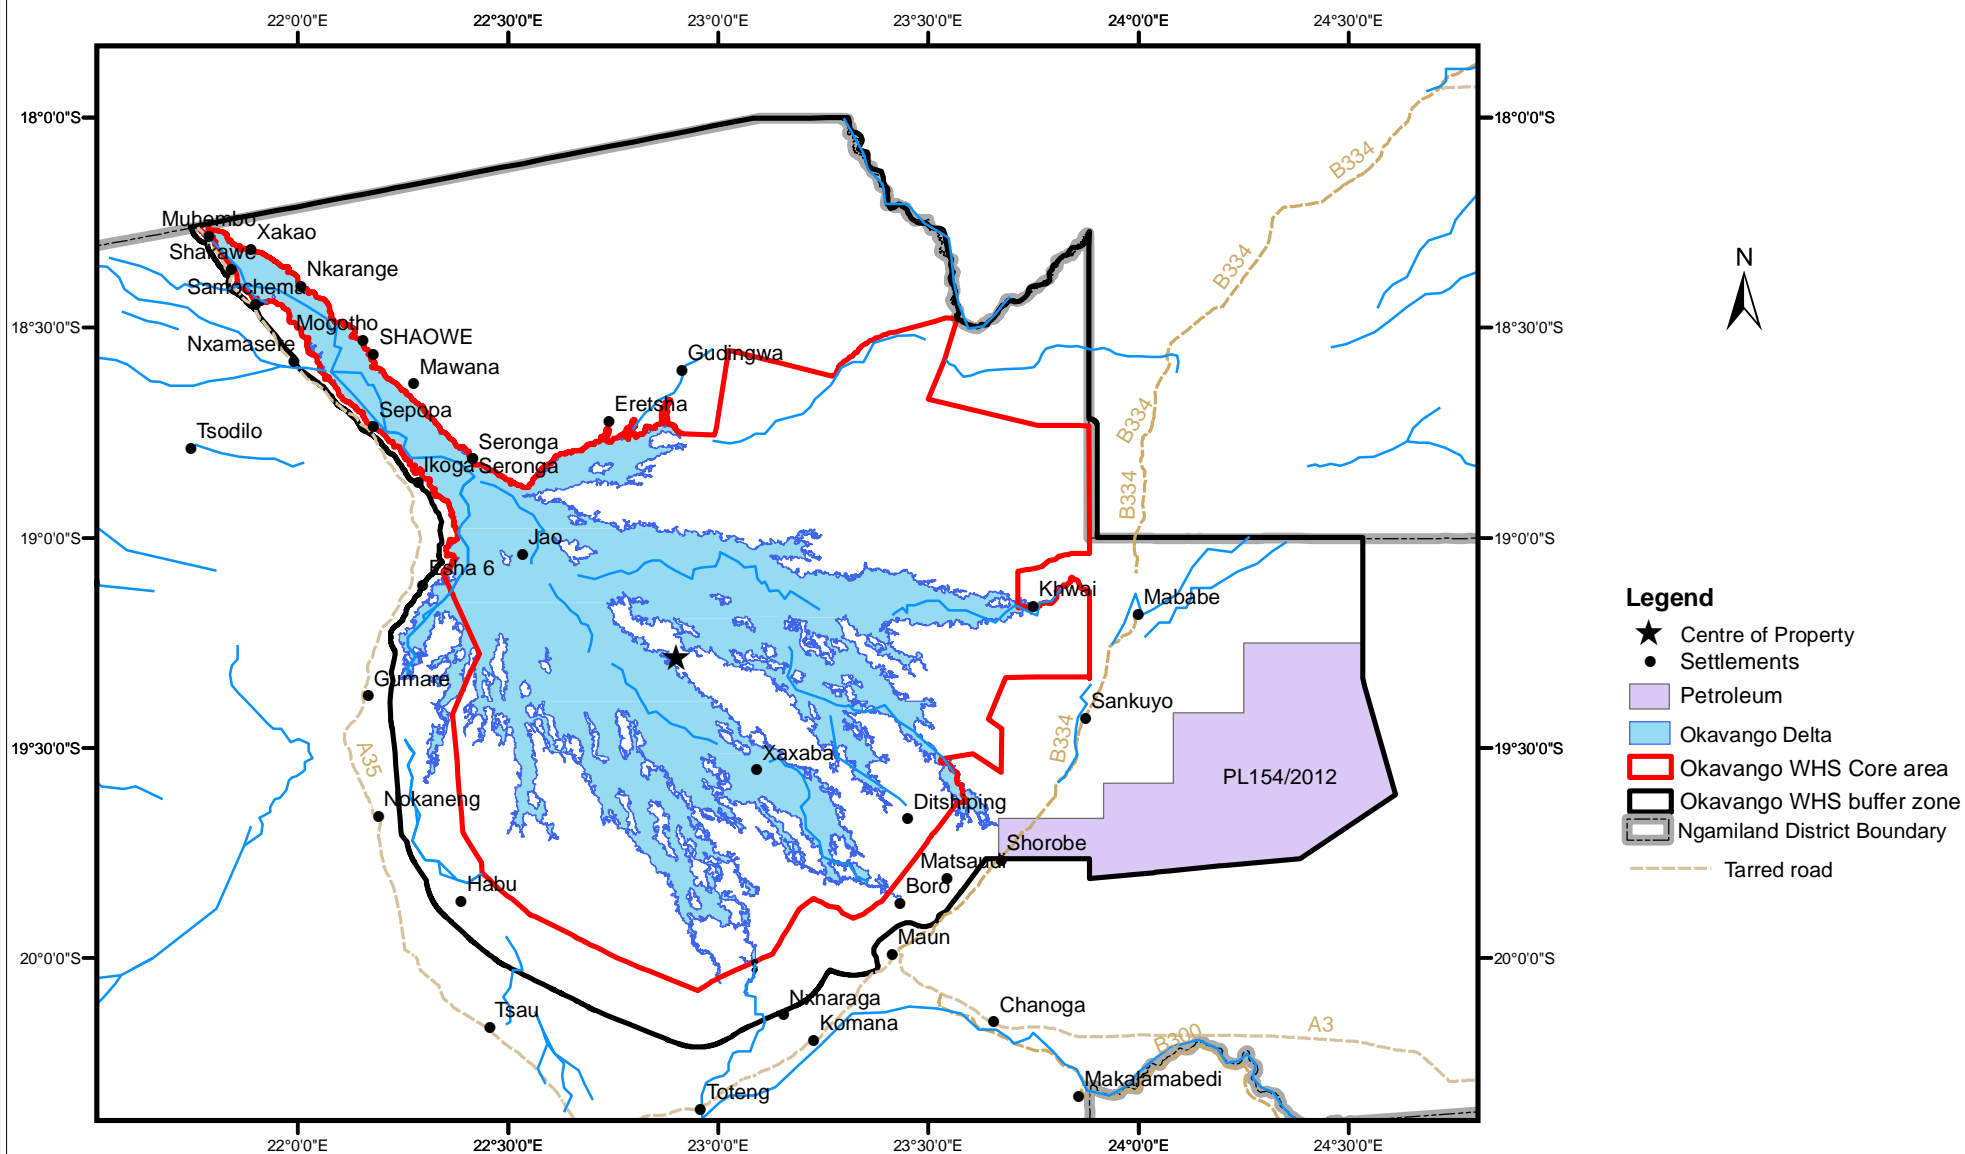 22°0'0"E
22°30'0"E
23°0'0"E
23°30'0"E
24°0'0"E
24°30'0"E
18°0'0"S
18°0'0"S
B334
Muhembo
Xakao
Shakawe
Nkarange
B334
Samochema
N
18°30'0"S
Mogotho
SHAOWE
18°30'0"S
Nxamasere
Mawana
Gudingwa
Sepopa
Eretsha
B334
Tsodilo
Seronga
Ikoga
Seronga
B334
19°0'0"S
Jao
19°0'0"S
Esha 6
Khwai
Mababe
Legend
Centre of Property
Settlements
Petroleum
Okavango Delta
Okavango WHS Core area
Okavango WHS buffer zone
Ngamiland District Boundary
Tarred road
Gumare
Sankuyo
B334
19°30'0"S
A35
Xaxaba
19°30'0"S
PL154/2012
Nokaneng
Ditshiping
Shorobe
Matsaudi
Habu
Boro
Maun
20°0'0"S
20°0'0"S
Tsau
Nxharaga
Chanoga
Komana
A3
B300
Toteng
Makalamabedi
22°0'0"E
22°30'0"E
23°0'0"E
23°30'0"E
24°0'0"E
24°30'0"E